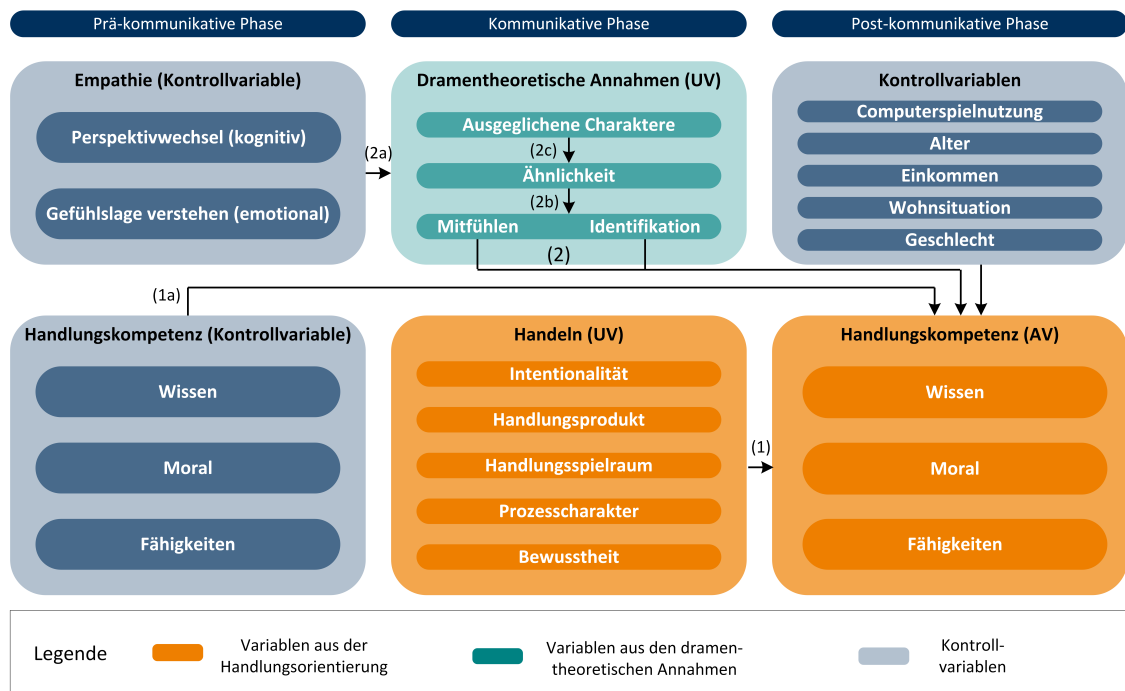 Prä-kommunikative Phase
Kommunikative Phase
Post-kommunikative Phase
Empathie (Kontrollvariable)
Perspektivwechsel (kognitiv)
Gefühlslage verstehen (emotional)
(2a)
Dramentheoretische Annahmen (UV)
Ausgeglichene Charaktere
(2c)
Ähnlichkeit
(2b)
Mitfühlen
Identifikation
(2)
Kontrollvariablen
Computerspielnutzung
Alter
Einkommen
Wohnsituation
Geschlecht
(1a)
Handlungskompetenz (Kontrollvariable)
Wissen
Moral
Fähigkeiten
Handeln (UV)
Intentionalität
Handlungsprodukt
Handlungsspielraum
Prozesscharakter
Bewusstheit
(1)
Handlungskompetenz (AV)
Wissen
Moral
Fähigkeiten
Legende
Variablen aus der
Handlungsorientierung
Variablen aus den dramen-
theoretischen Annahmen
Kontroll-
variablen